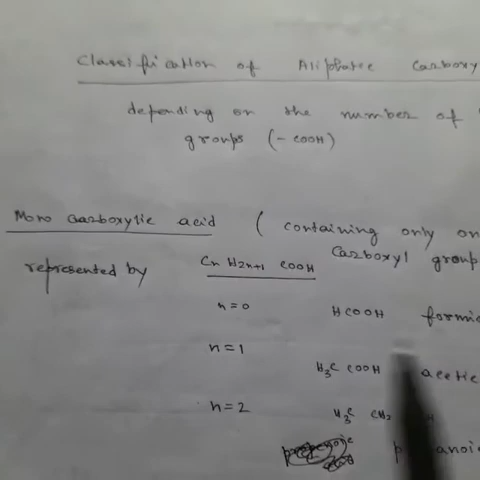 Classification of Aliphatic Carboxy
depending on the number of
groups (-COOH)
Mono carboxylic acid (containing only on
Carboxyl group
represented by CnH2n+1 COOH
n=0 HCOOH formic
n=1 H3C COOH acetic
n=2 H3C CH2 H
panoic